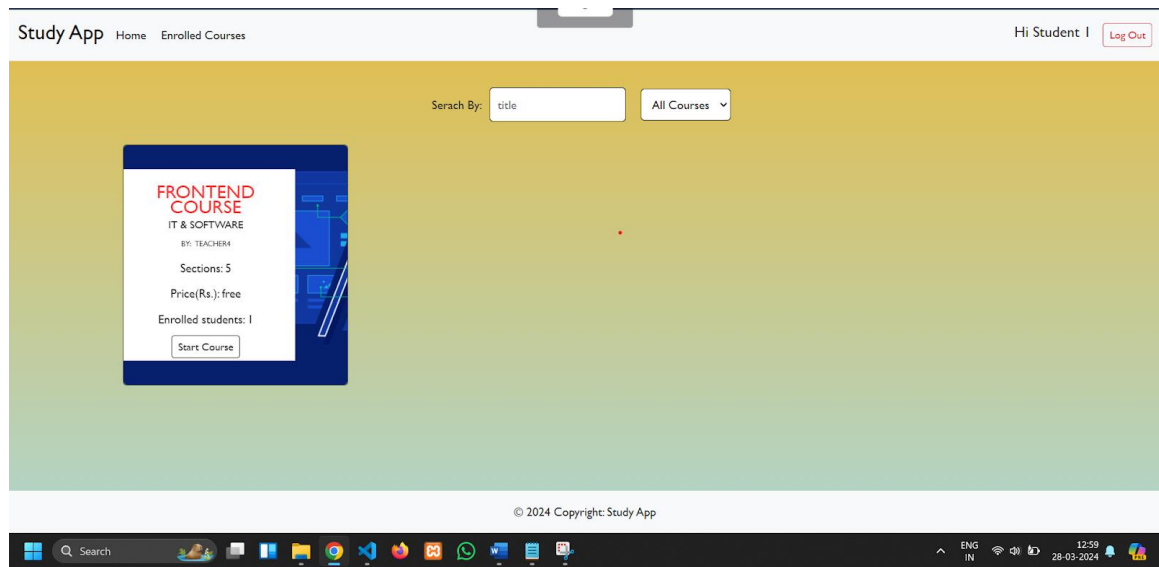 Study App Home Enrolled Courses Hi Student 1 Log Out
Serach By: title All Courses
FRONTEND
COURSE
IT & SOFTWARE
BY: TEACHER4
Sections: 5
Price(Rs.): free
Enrolled students: 1
Start Course
© 2024 Copyright: Study App
Search ENG 12:59
IN 28-03-2024